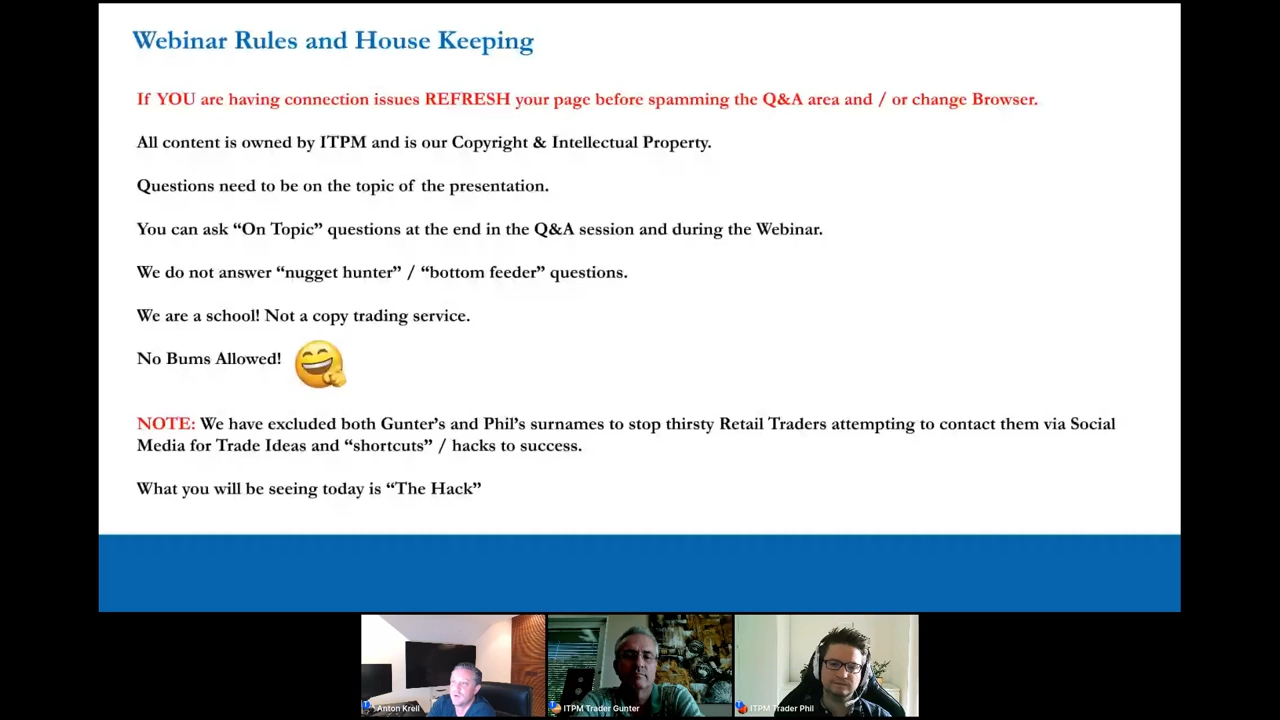 Webinar Rules and House Keeping
If YOU are having connection issues REFRESH your page before spamming the Q&A area and / or change Browser.
All content is owned by ITPM and is our Copyright & Intellectual Property.
Questions need to be on the topic of the presentation.
You can ask “On Topic” questions at the end in the Q&A session and during the Webinar.
We do not answer “nugget hunter” / “bottom feeder” questions.
We are a school! Not a copy trading service.
No Bums Allowed!
NOTE: We have excluded both Gunter’s and Phil’s surnames to stop thirsty Retail Traders attempting to contact them via Social
Media for Trade Ideas and “shortcuts” / hacks to success.
What you will be seeing today is “The Hack”
Anton Kreil
ITPM Trader Gunter
ITPM Trader Phil